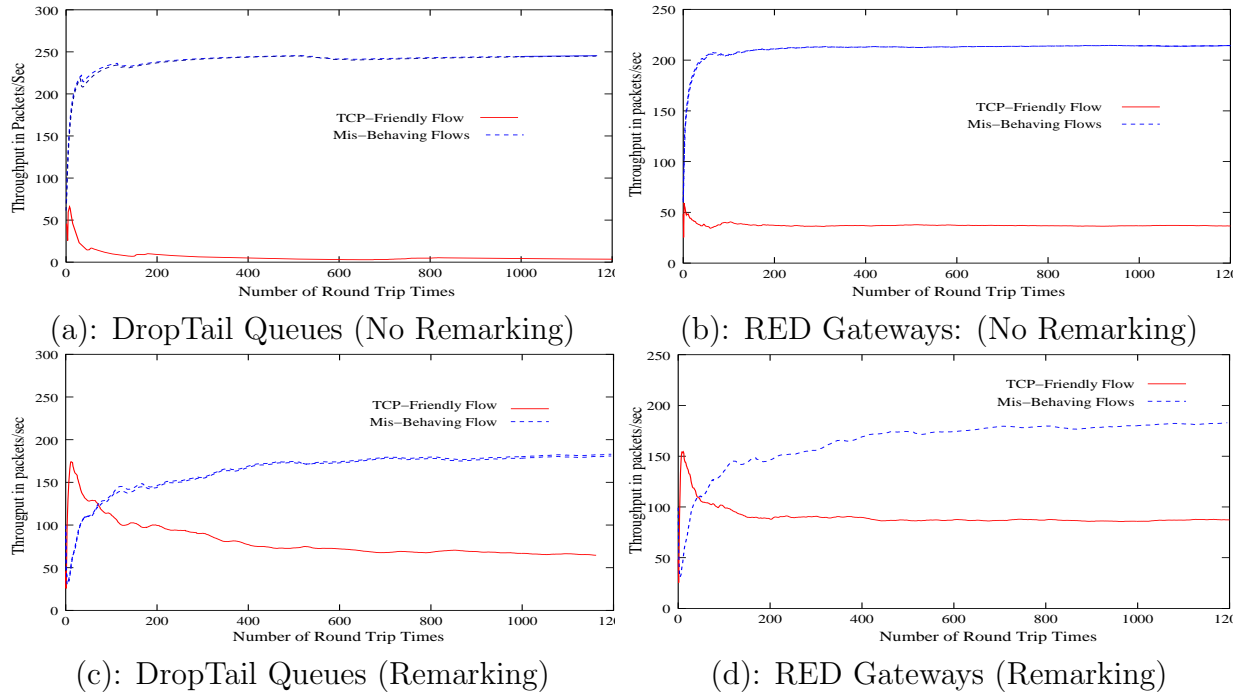 300
250
200
150
100
50
0
Throughput in Packets/Sec
TCP−Friendly Flow
Mis−Behaving Flows
0 200 400 600 800 1000 120
Number of Round Trip Times
(a): DropTail Queues (No Remarking)
250
200
150
100
50
0
Throughput in packets/sec
TCP−Friendly Flow
Mis−Behaving Flows
0 200 400 600 800 1000 1200
Number of Round Trip Times
(b): RED Gateways: (No Remarking)
300
250
200
150
100
50
0
Througput in packets/sec
TCP−Friendly Flow
Mis−Behaving Flow
0 200 400 600 800 1000 120
Number of Round Trip Times
(c): DropTail Queues (Remarking)
250
200
150
100
50
0
Throughput in packets/sec
TCP−Friendly Flow
Mis−Behaving Flows
0 200 400 600 800 1000 120
Number of Round Trip Times
(d): RED Gateways (Remarking)